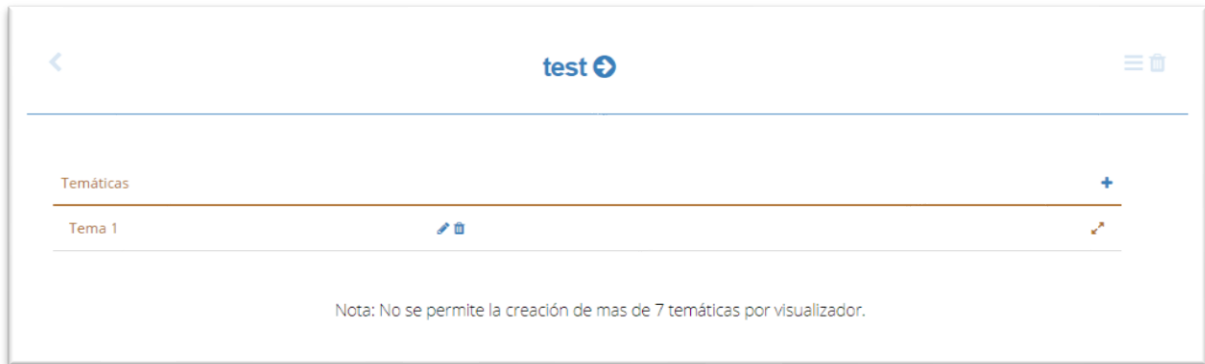 test
Temáticas
Tema 1
Nota: No se permite la creación de mas de 7 temáticas por visualizador.